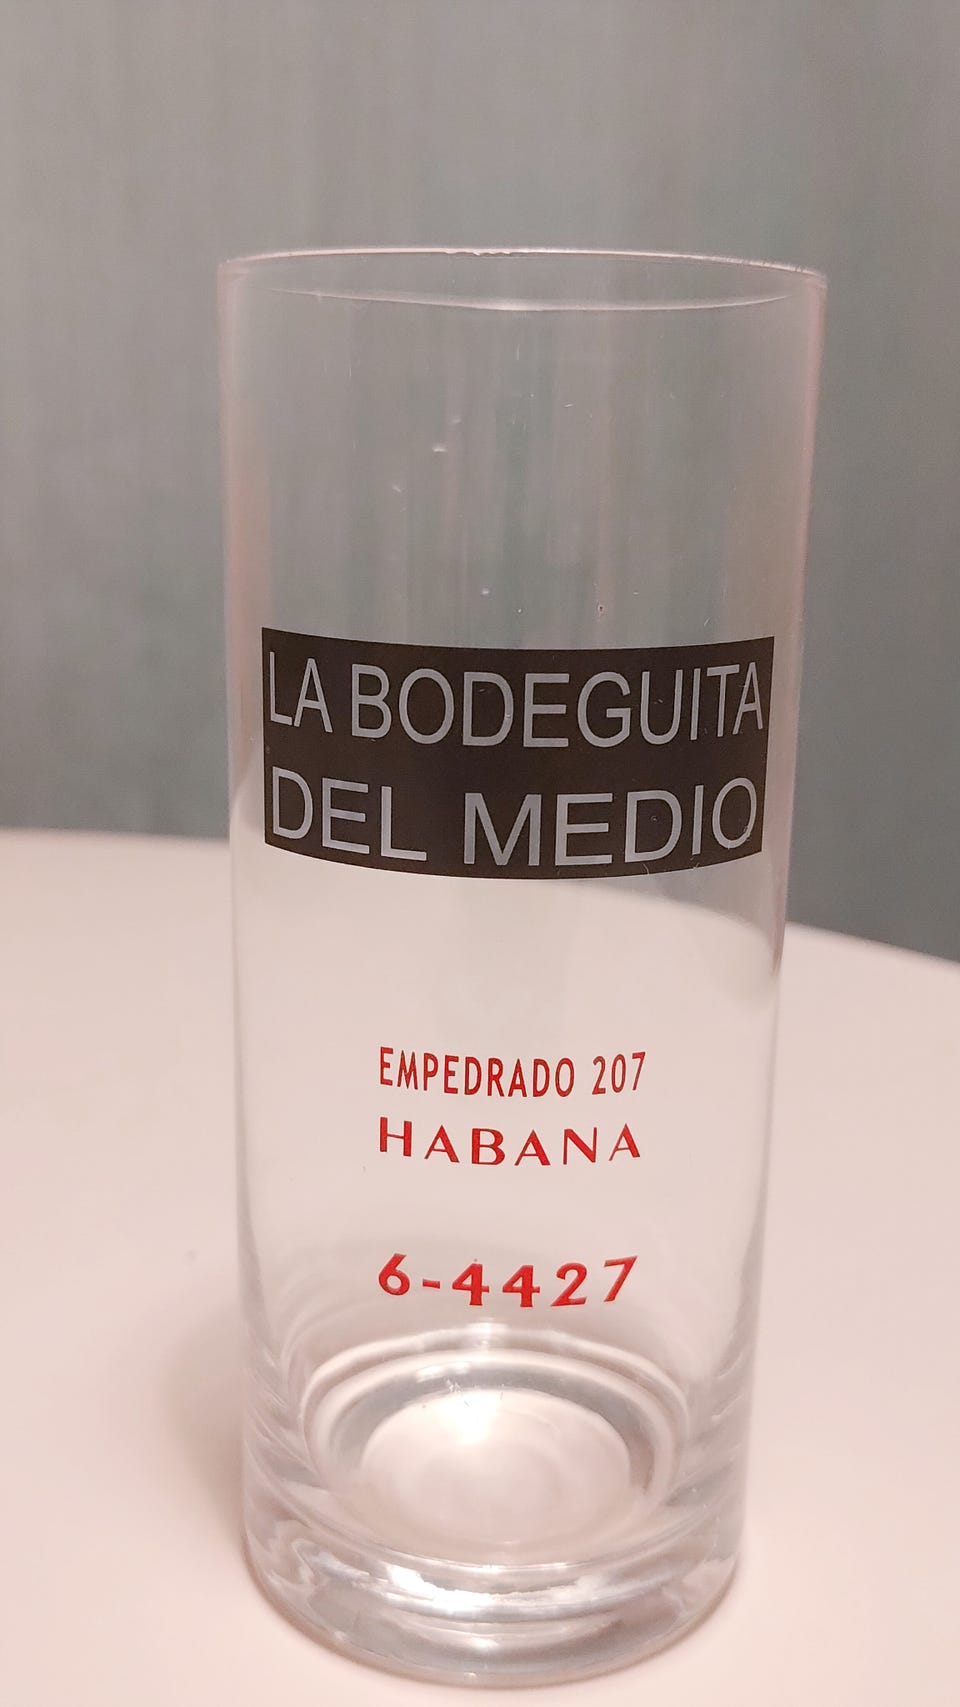 LA BODEGUITA
DEL MEDIO
EMPEDRADO 207
HABANA
6-4427